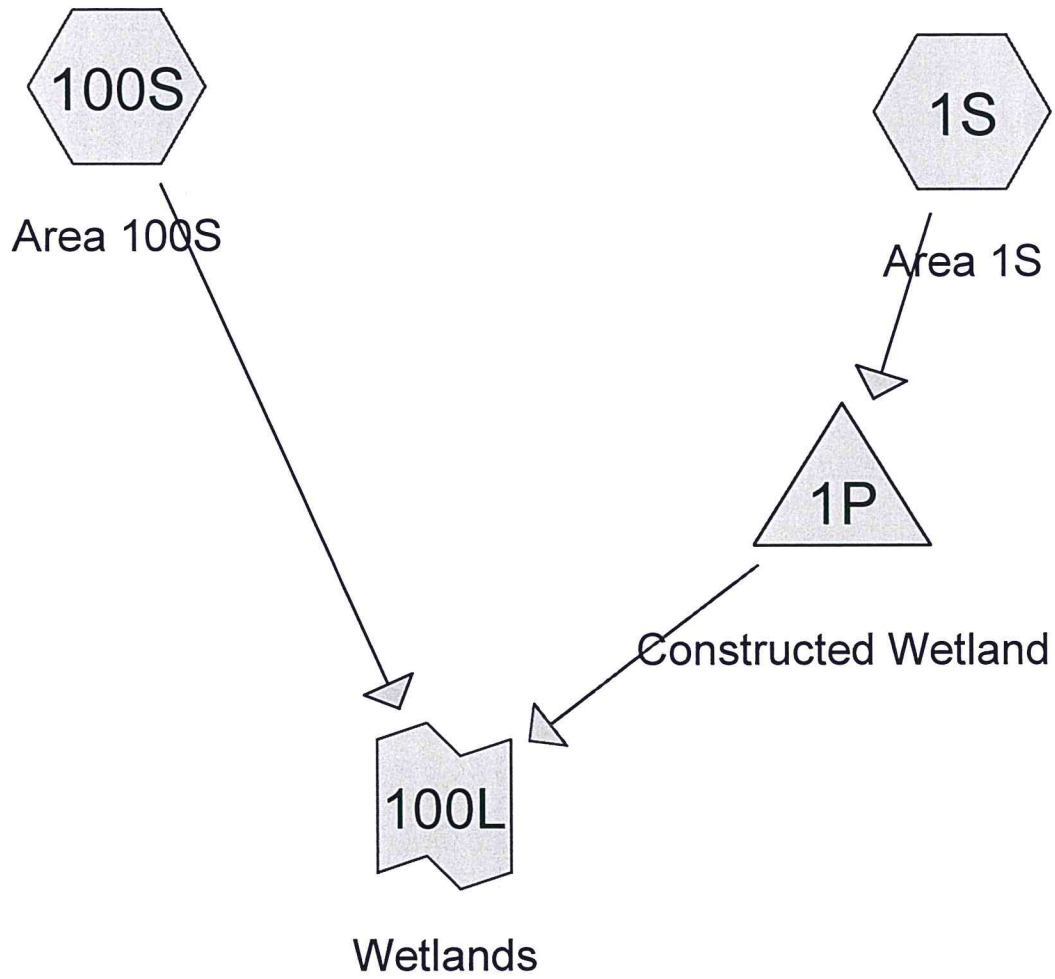 100S
1S
Area 100S
Area 1S
1P
Constructed Wetland
100L
Wetlands